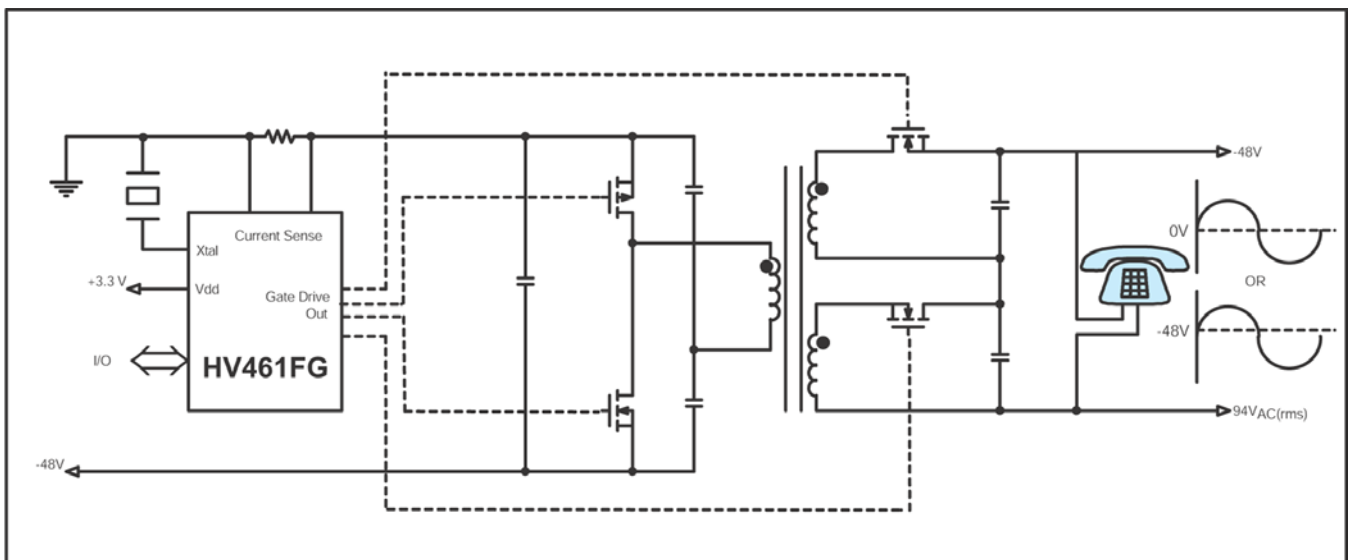 -48V
Current Sense
Xtal
+3.3 V
Vdd
Gate Drive
Out
I/O
HV461FG
-48V
0V
OR
-48V
94VAC(rms)